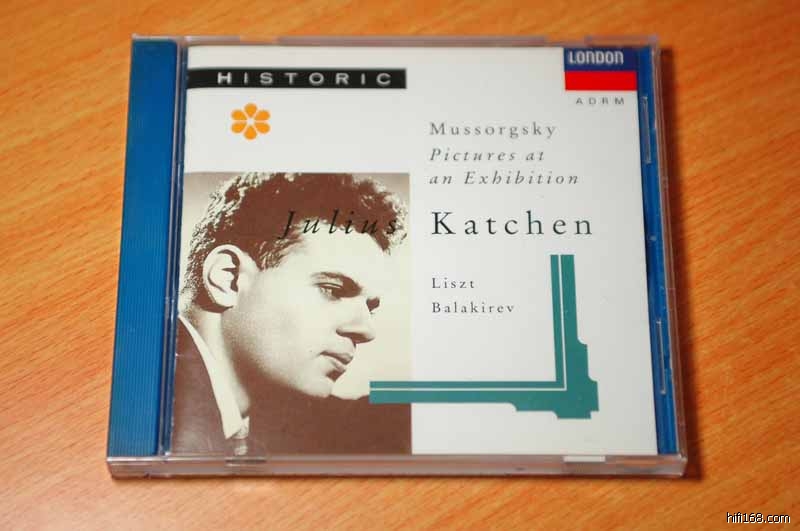 HISTORIC
LONDON
ADRM
Mussorgsky
Pictures at
an Exhibition
Julius Katchen
Liszt
Balakirev
hifi168.com